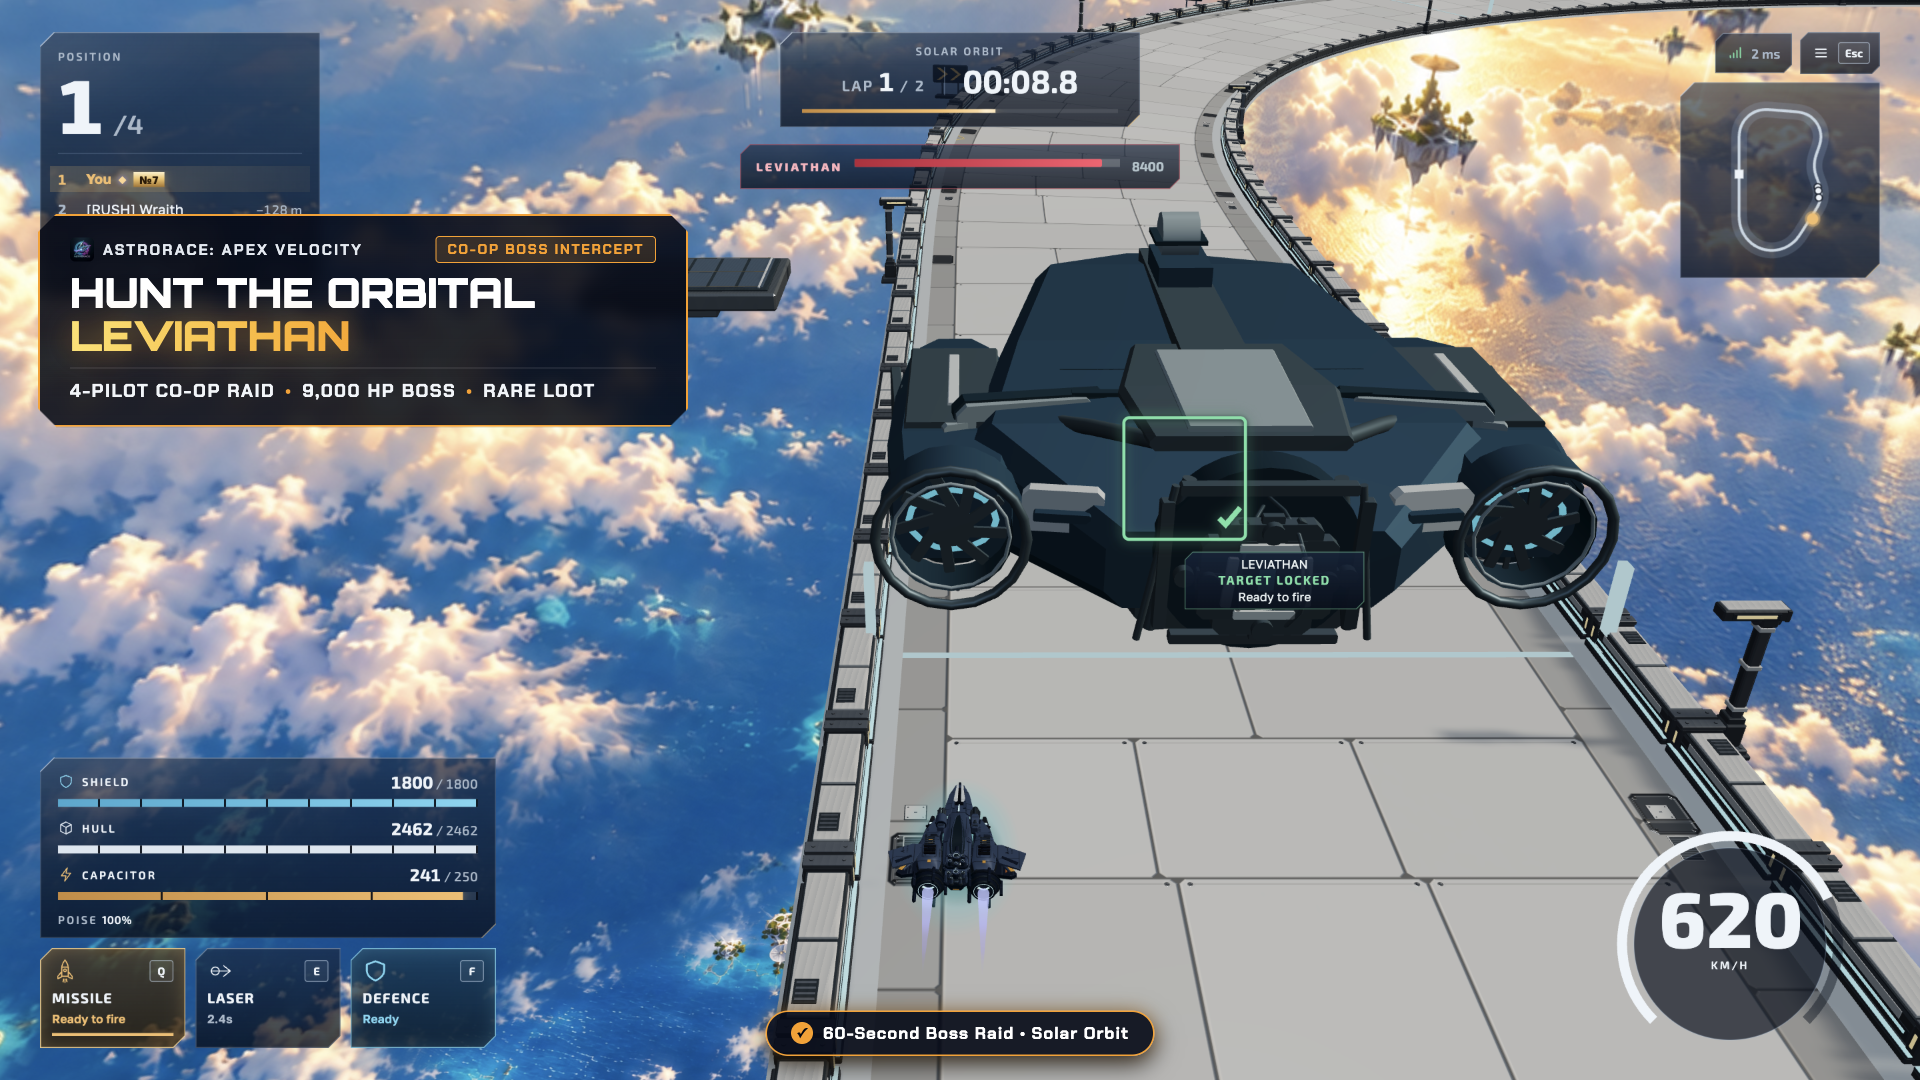 POSITION
1 /4
1 You ◆ №7
2 [RUSH] Wraith −128 m
ASTRORACE: APEX VELOCITY
CO-OP BOSS INTERCEPT
HUNT THE ORBITAL
LEVIATHAN
4-PILOT CO-OP RAID • 9,000 HP BOSS • RARE LOOT
SOLAR ORBIT
LAP 1 / 2 00:08.8
LEVIATHAN 8400
2 ms
Esc
LEVIATHAN
TARGET LOCKED
Ready to fire
SHIELD 1800 / 1800
HULL 2462 / 2462
CAPACITOR 241 / 250
POISE 100%
Q
MISSILE
Ready to fire
E
LASER
2.4s
F
DEFENCE
Ready
60-Second Boss Raid • Solar Orbit
620
KM/H